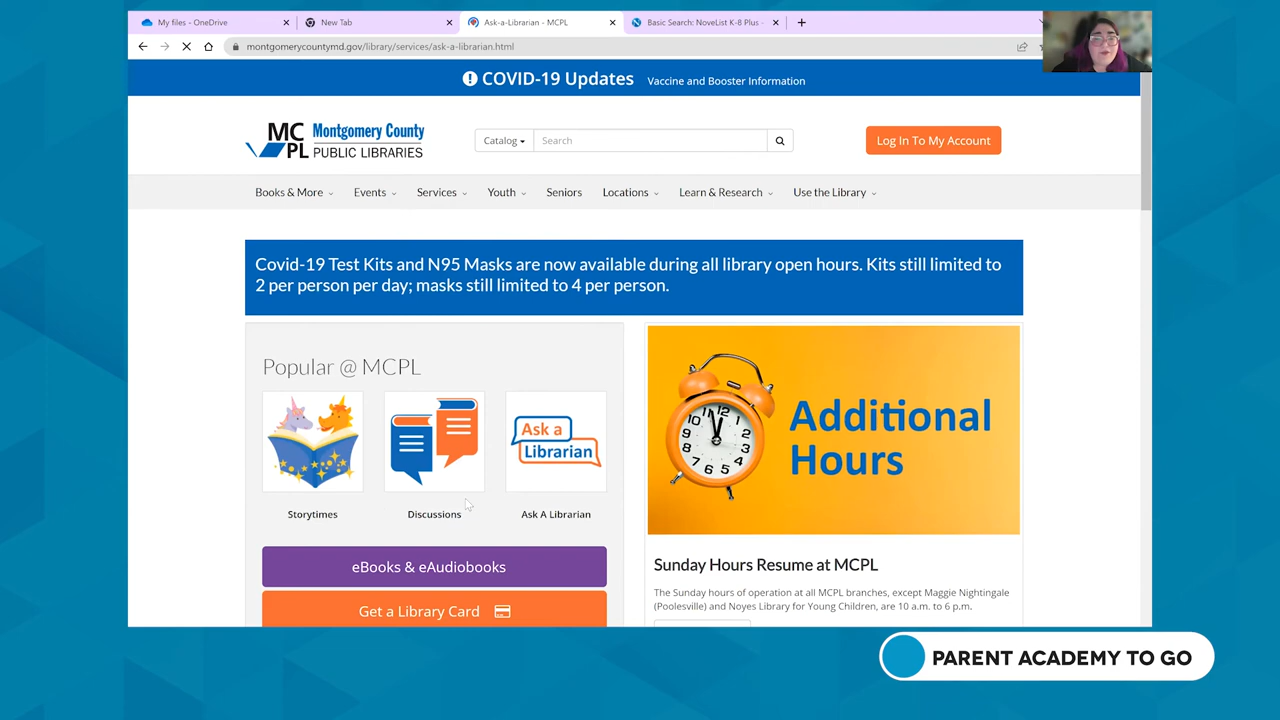 My files - OneDrive
New Tab
Ask-a-Librarian - MCPL
Basic Search: NoveList K-8 Plus -
montgomerycountymd.gov/library/services/ask-a-librarian.html
COVID-19 Updates Vaccine and Booster Information
MC PL Montgomery County PUBLIC LIBRARIES
Catalog
Search
Log In To My Account
Books & More
Events
Services
Youth
Seniors
Locations
Learn & Research
Use the Library
Covid-19 Test Kits and N95 Masks are now available during all library open hours. Kits still limited to
2 per person per day; masks still limited to 4 per person.
Popular @ MCPL
Ask a
Librarian
Storytimes
Discussions
Ask A Librarian
eBooks & eAudiobooks
Get a Library Card
12
Additional
Hours
Sunday Hours Resume at MCPL
The Sunday hours of operation at all MCPL branches, except Maggie Nightingale
(Poolesville) and Noyes Library for Young Children, are 10 a.m. to 6 p.m.
PARENT ACADEMY TO GO